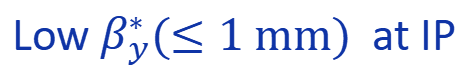 Low β*y(≤ 1 mm) at IP